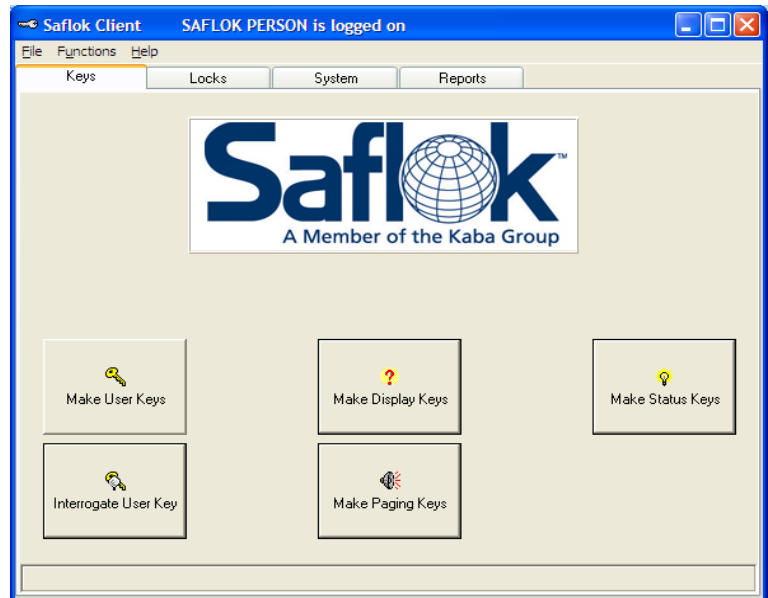 Saflok Client SAFLOK PERSON is logged on
File Functions Help
Keys Locks System Reports
Saflok™
A Member of the Kaba Group
Make User Keys Make Display Keys Make Status Keys
Interrogate User Key Make Paging Keys